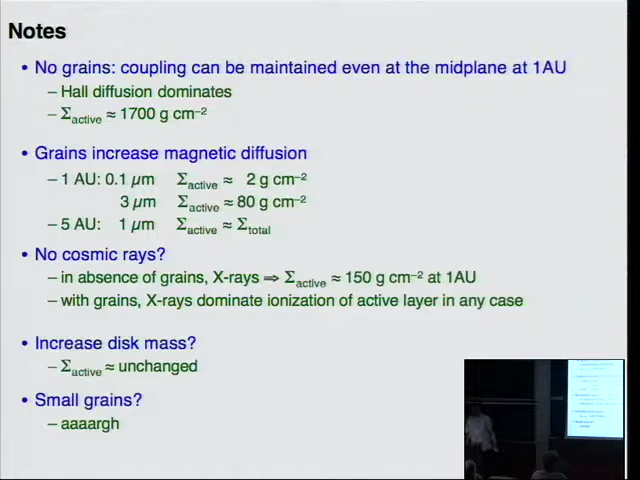 Notes
• No grains: coupling can be maintained even at the midplane at 1AU
– Hall diffusion dominates
– Σactive ≈ 1700 g cm⁻²
• Grains increase magnetic diffusion
– 1 AU: 0.1 µm Σactive ≈ 2 g cm⁻²
3 µm Σactive ≈ 80 g cm⁻²
– 5 AU: 1 µm Σactive ≈ Σtotal
• No cosmic rays?
– in absence of grains, X-rays ⇒ Σactive ≈ 150 g cm⁻² at 1AU
– with grains, X-rays dominate ionization of active layer in any case
• Increase disk mass?
– Σactive ≈ unchanged
• Small grains?
– aaaargh